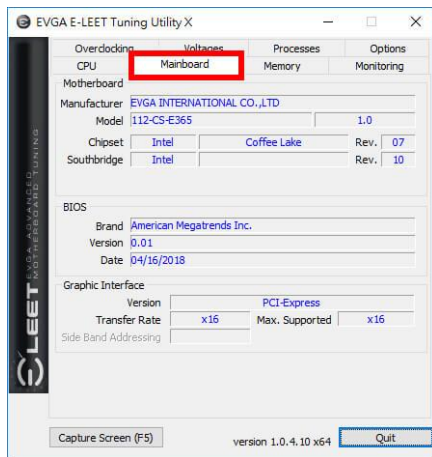 EVGA E-LEET Tuning Utility X
Overclocking Voltages Processes Options
CPU Mainboard Memory Monitoring
Motherboard
Manufacturer EVGA INTERNATIONAL CO.,LTD
Model 112-CS-E365 1.0
Chipset Intel Coffee Lake Rev. 07
Southbridge Intel Rev. 10
BIOS
Brand American Megatrends Inc.
Version 0.01
Date 04/16/2018
Graphic Interface
Version PCI-Express
Transfer Rate x16 Max. Supported x16
Side Band Addressing
ELEET EVGA ADVANCED MOTHERBOARD TUNING
Capture Screen (F5) version 1.0.4.10 x64 Quit